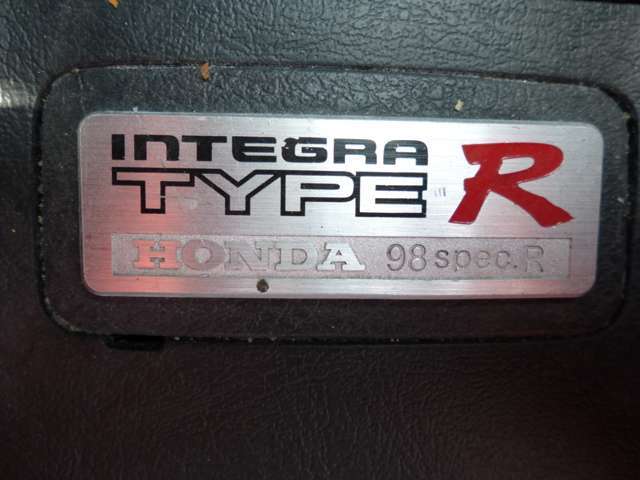 INTEGRA
TYPE R
HONDA 98 spec.R